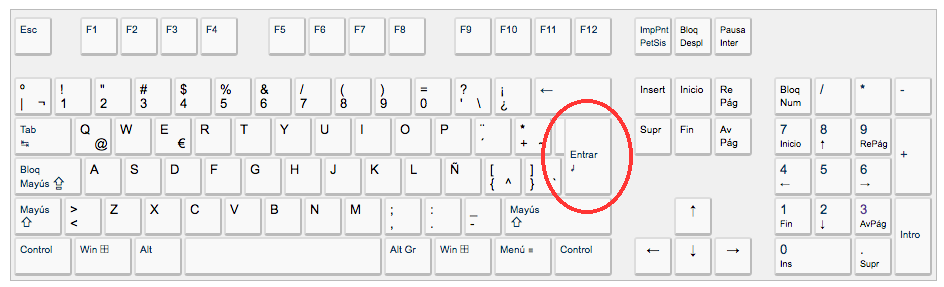 Esc F1 F2 F3 F4 F5 F6 F7 F8 F9 F10 F11 F12 ImpPnt Bloq Pausa
PetSis Despl Inter
º ! " # $ % & / ( ) = ? ¡ ← Insert Inicio Re Bloq / * -
| ¬ 1 2 3 4 5 6 7 8 9 0 ' \ ¿ Pág Num
Tab Q W E R T Y U I O P ¨ * Supr Fin Av 7 8 9
↹ @ € ´ + ~ Entrar Pág Inicio ↑ RePág +
Bloq A S D F G H J K L Ñ [ ] ↲ 4 5 6
Mayús ⇪ { ^ } ` ← →
Mayús > Z X C V B N M ; : _ Mayús ↑ 1 2 3
⇧ < , . - ⇧ Fin ↓ AvPág Intro
Control Win ⊞ Alt Alt Gr Win ⊞ Menú ≡ Control ← ↓ → 0 .
Ins Supr